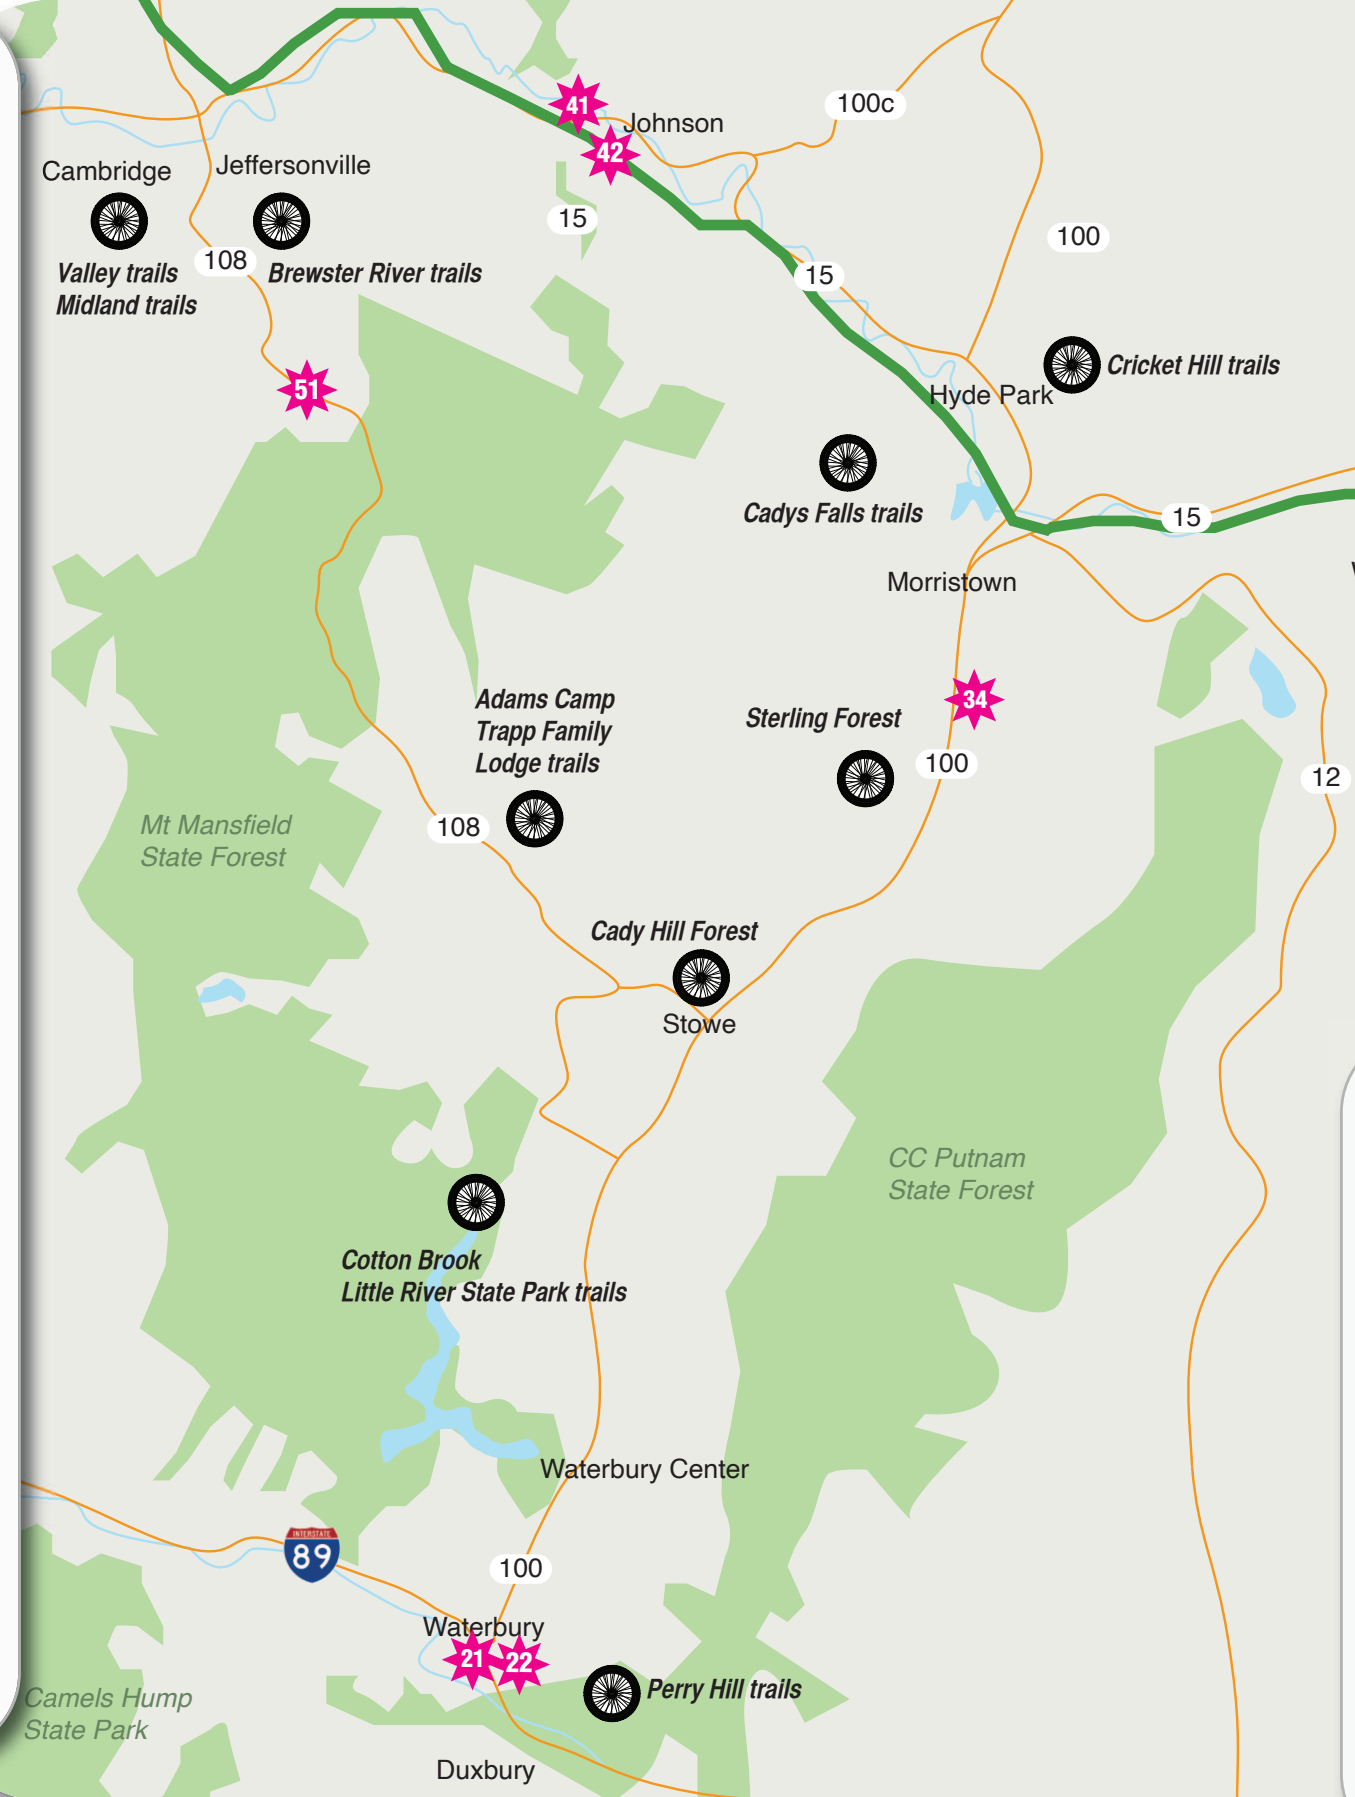 100c
41
Johnson
42
Cambridge
Jeffersonville
15
100
108
Valley trails
Midland trails
Brewster River trails
15
51
Cricket Hill trails
Hyde Park
Cadys Falls trails
15
Morristown
Adams Camp
Trapp Family
Lodge trails
34
Sterling Forest
100
12
Mt Mansfield
State Forest
108
Cady Hill Forest
Stowe
CC Putnam
State Forest
Cotton Brook
Little River State Park trails
Waterbury Center
INTERSTATE
89
100
Waterbury
21
22
Perry Hill trails
Camels Hump
State Park
Duxbury